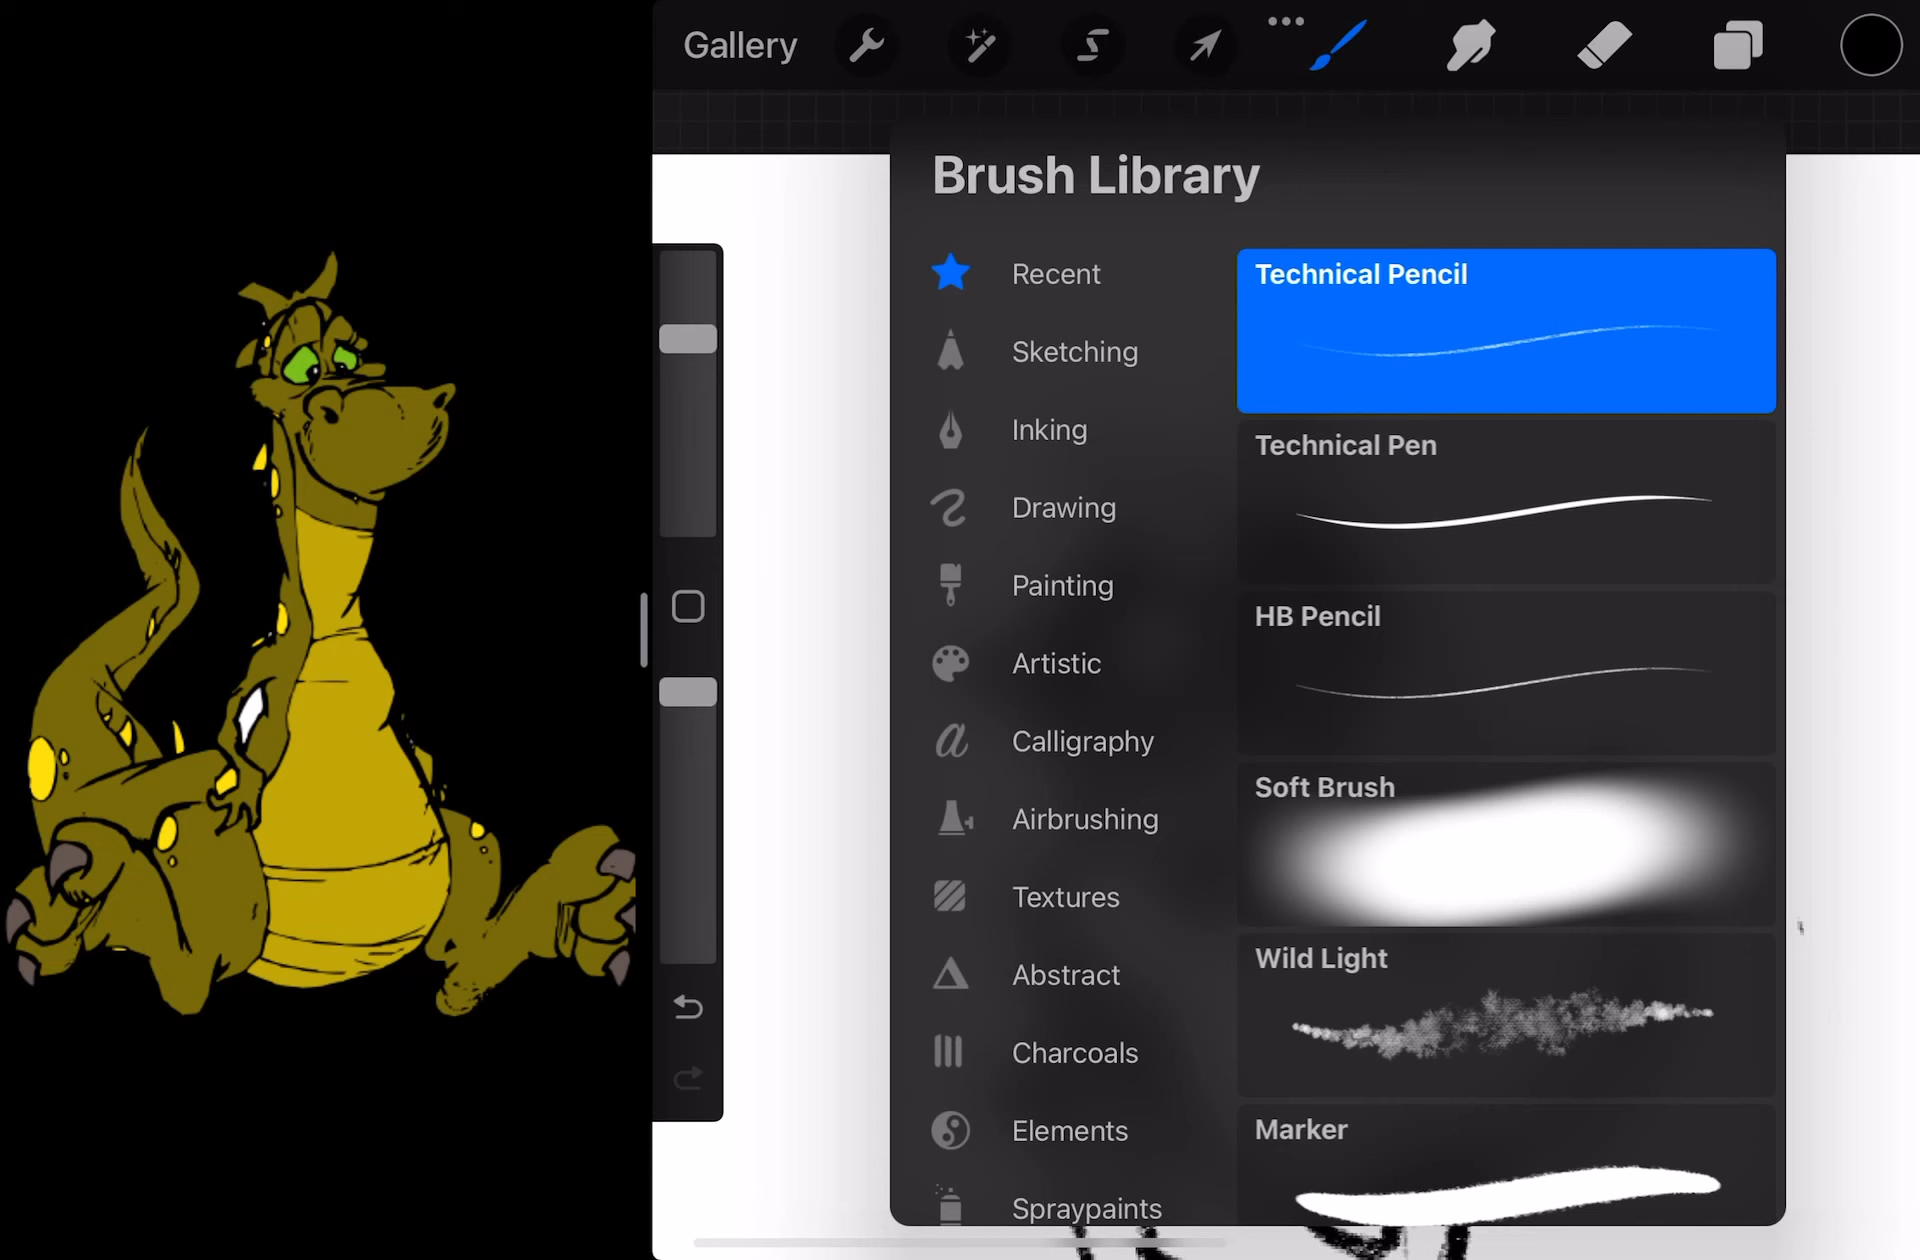 Gallery
Brush Library
Recent
Sketching
Inking
Drawing
Painting
Artistic
Calligraphy
Airbrushing
Textures
Abstract
Charcoals
Elements
Spraypaints
Technical Pencil
Technical Pen
HB Pencil
Soft Brush
Wild Light
Marker